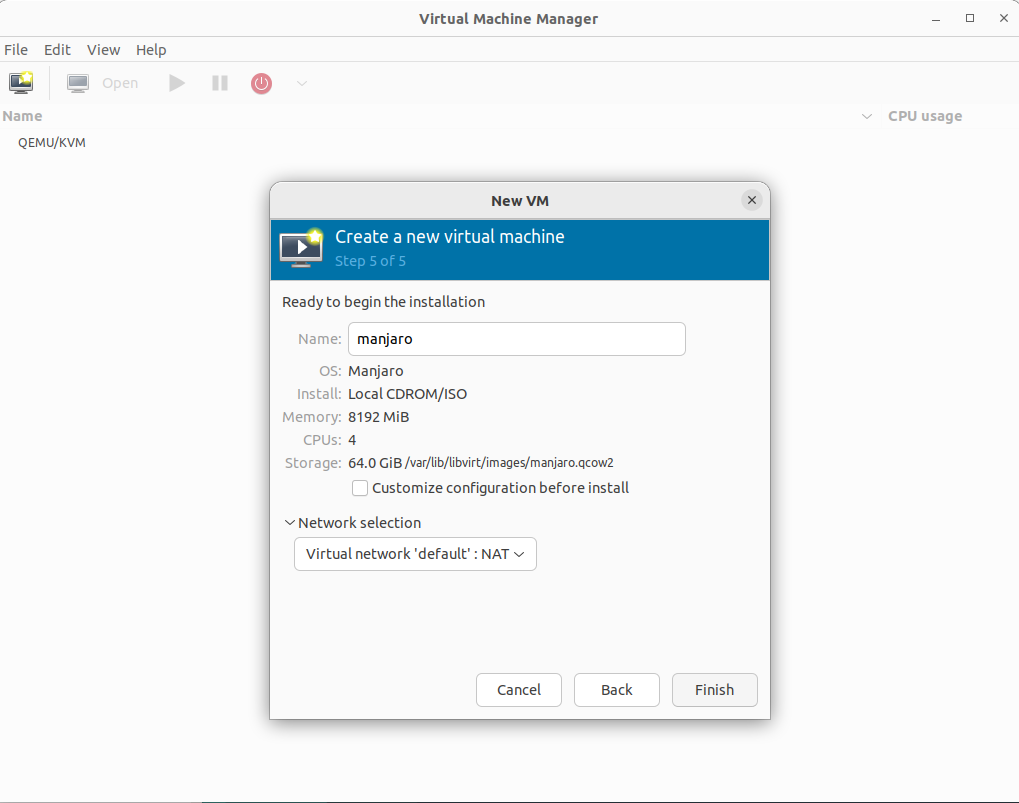 Virtual Machine Manager
File Edit View Help
Open
Name CPU usage
QEMU/KVM
New VM
Create a new virtual machine
Step 5 of 5
Ready to begin the installation
Name: manjaro
OS: Manjaro
Install: Local CDROM/ISO
Memory: 8192 MiB
CPUs: 4
Storage: 64.0 GiB /var/lib/libvirt/images/manjaro.qcow2
Customize configuration before install
Network selection
Virtual network 'default' : NAT
Cancel Back Finish